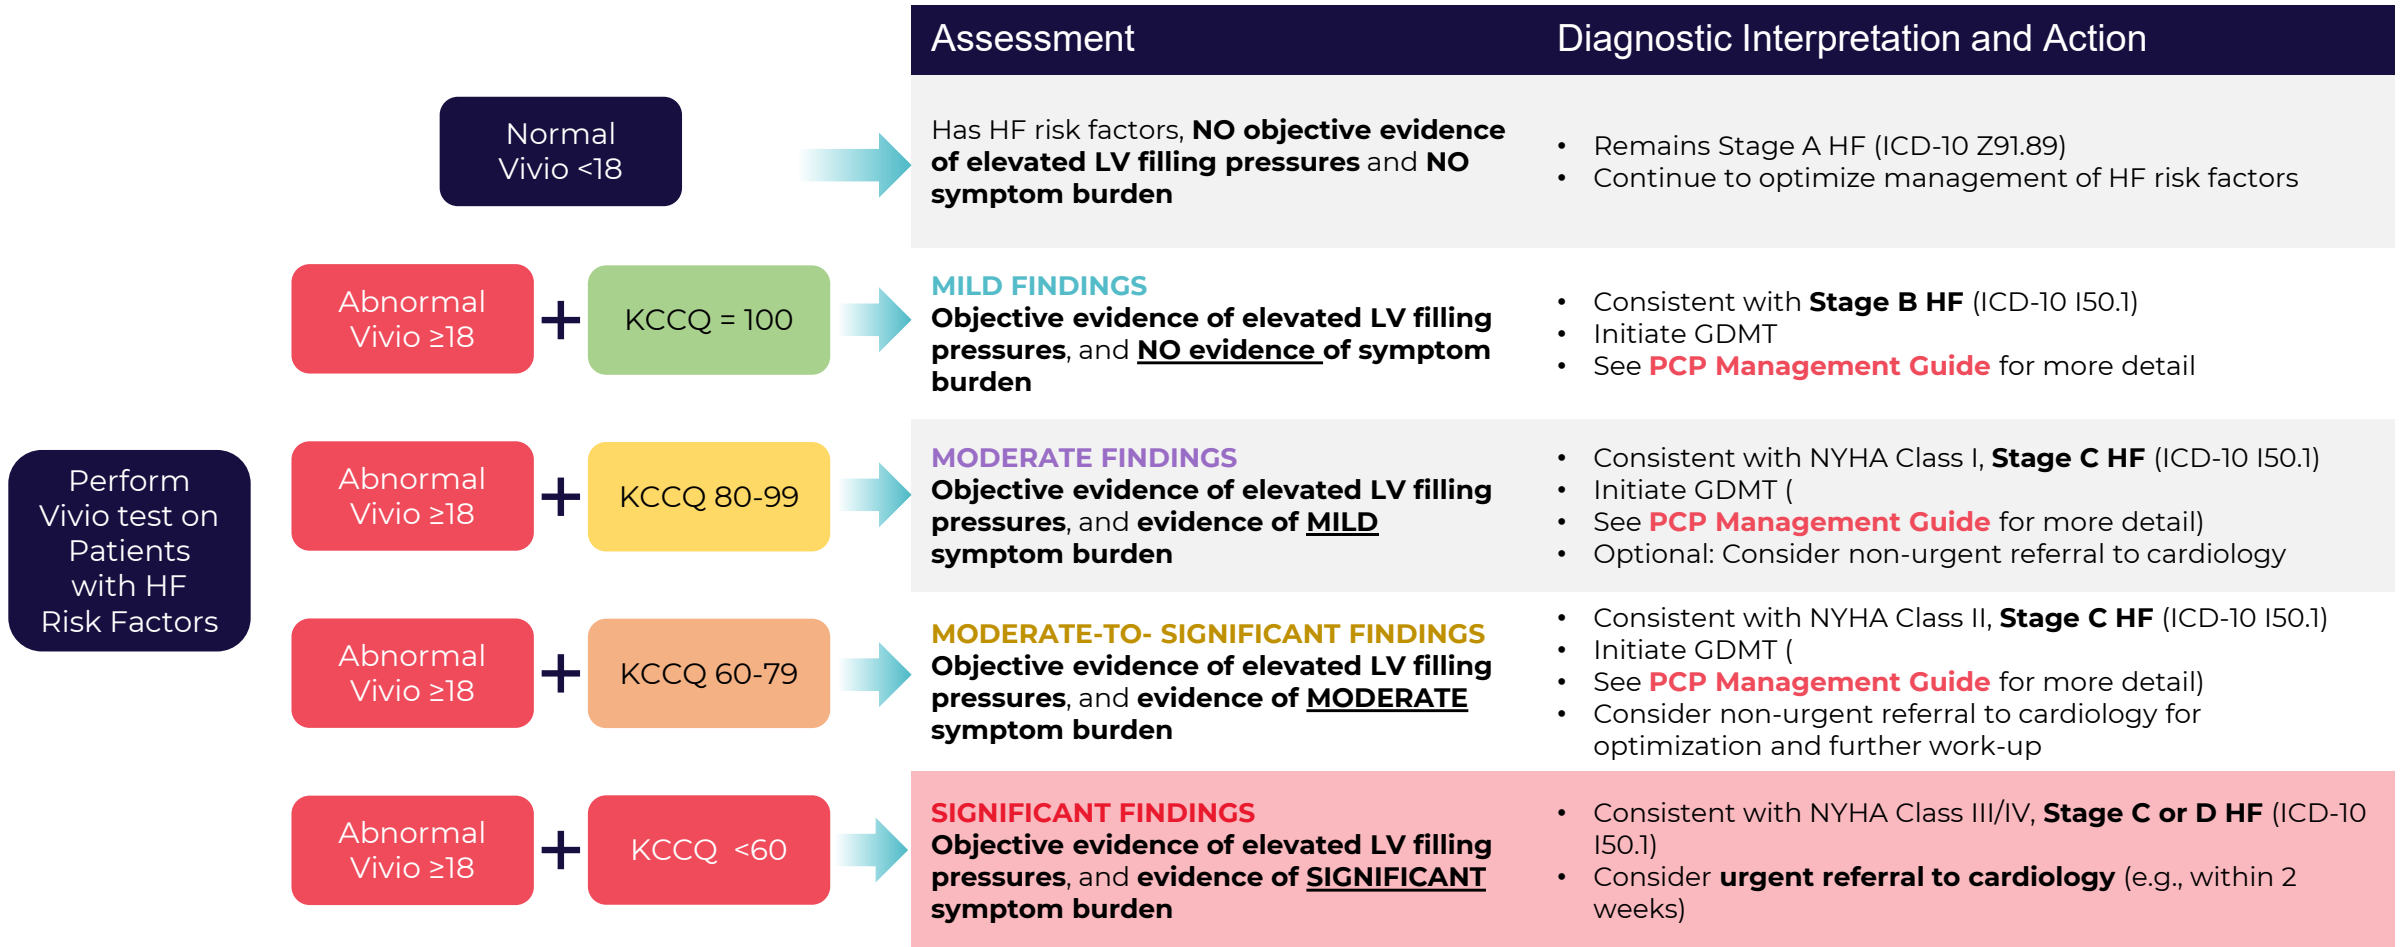 Assessment
Diagnostic Interpretation and Action
Perform
Vivio test on
Patients
with HF
Risk Factors
Normal
Vivio <18
Has HF risk factors, NO objective evidence
of elevated LV filling pressures and NO
symptom burden
• Remains Stage A HF (ICD-10 Z91.89)
• Continue to optimize management of HF risk factors
Abnormal
Vivio ≥18
+
KCCQ = 100
MILD FINDINGS
Objective evidence of elevated LV filling
pressures, and NO evidence of symptom
burden
• Consistent with Stage B HF (ICD-10 I50.1)
• Initiate GDMT
• See PCP Management Guide for more detail
Abnormal
Vivio ≥18
+
KCCQ 80-99
MODERATE FINDINGS
Objective evidence of elevated LV filling
pressures, and evidence of MILD
symptom burden
• Consistent with NYHA Class I, Stage C HF (ICD-10 I50.1)
• Initiate GDMT (
• See PCP Management Guide for more detail)
• Optional: Consider non-urgent referral to cardiology
Abnormal
Vivio ≥18
+
KCCQ 60-79
MODERATE-TO- SIGNIFICANT FINDINGS
Objective evidence of elevated LV filling
pressures, and evidence of MODERATE
symptom burden
• Consistent with NYHA Class II, Stage C HF (ICD-10 I50.1)
• Initiate GDMT (
• See PCP Management Guide for more detail)
• Consider non-urgent referral to cardiology for
optimization and further work-up
Abnormal
Vivio ≥18
+
KCCQ <60
SIGNIFICANT FINDINGS
Objective evidence of elevated LV filling
pressures, and evidence of SIGNIFICANT
symptom burden
• Consistent with NYHA Class III/IV, Stage C or D HF (ICD-10
I50.1)
• Consider urgent referral to cardiology (e.g., within 2
weeks)